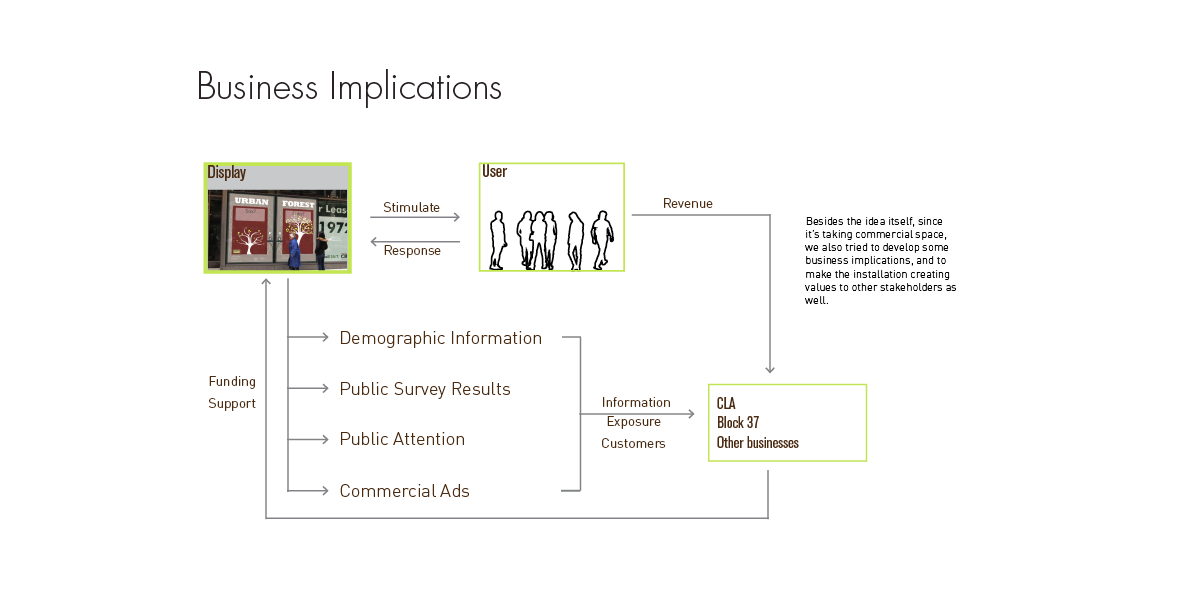 Business Implications
Display
URBAN
FOREST
r Leas
1972
User
Stimulate
Response
Revenue
Besides the idea itself, since
it's taking commercial space,
we also tried to develop some
business implications, and to
make the installation creating
values to other stakeholders as
well.
Demographic Information
Public Survey Results
Public Attention
Commercial Ads
Funding
Support
Information
Exposure
Customers
CLA
Block 37
Other businesses